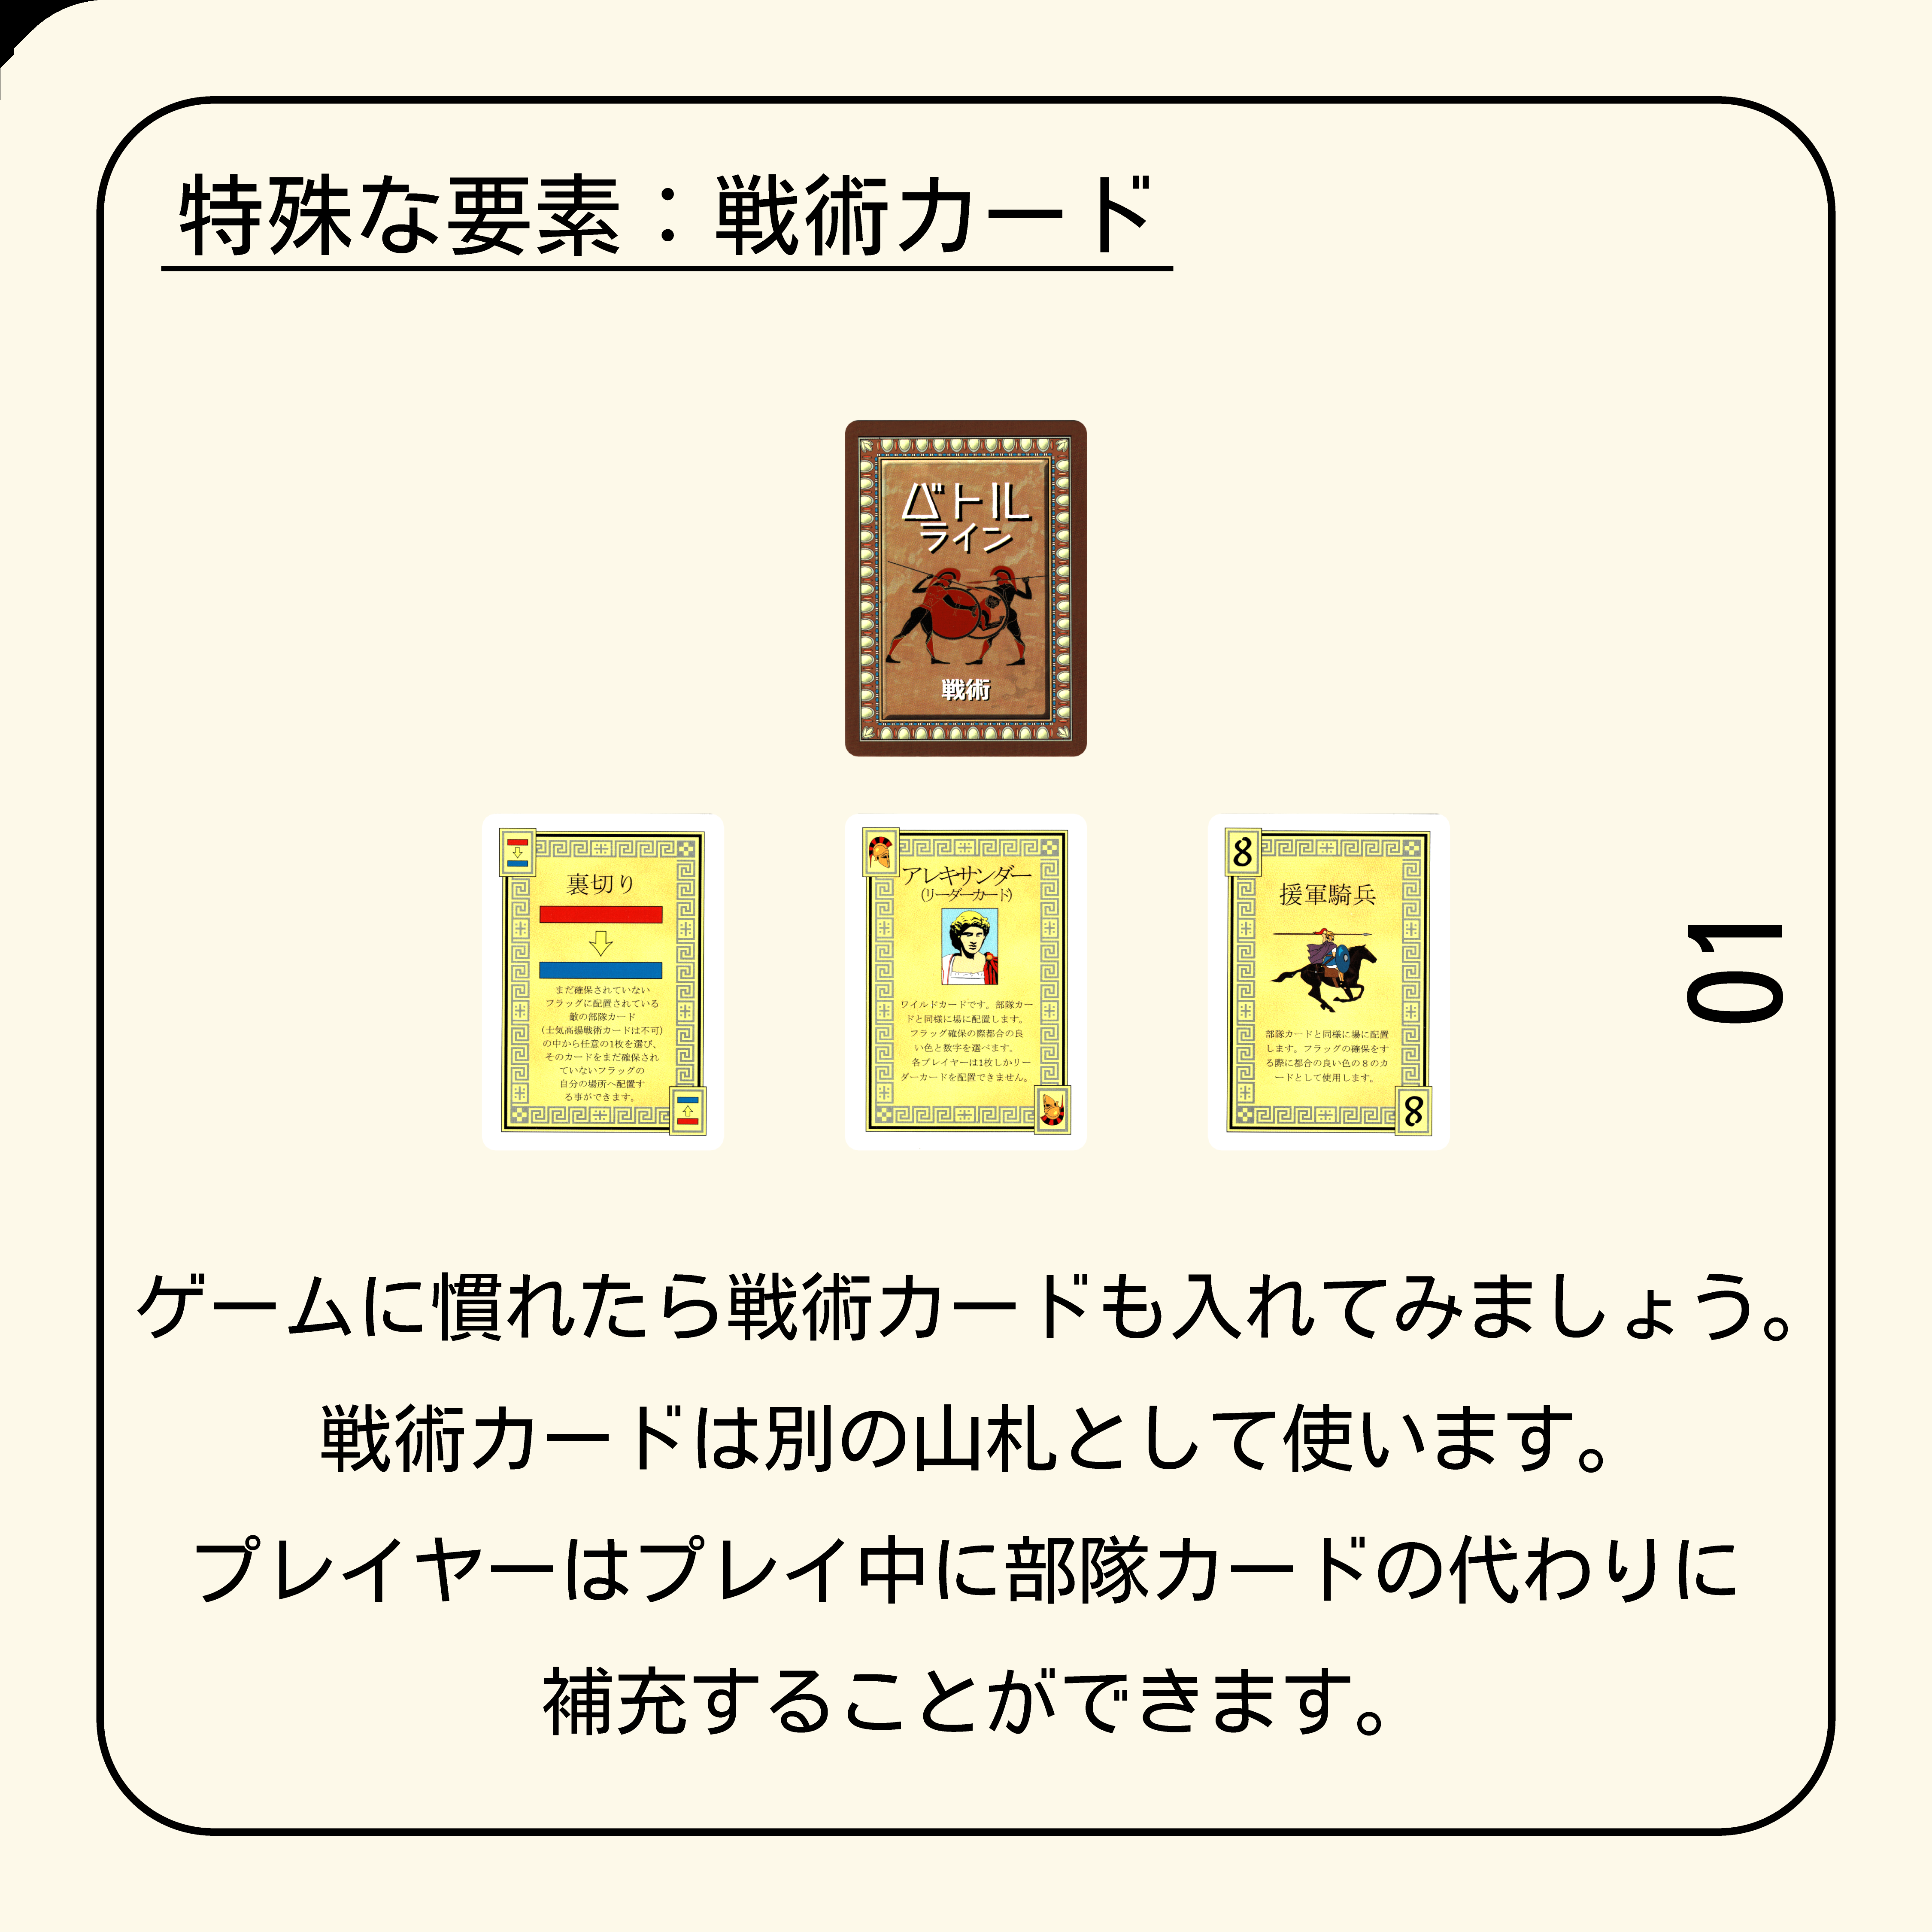 特殊な要素：戦術カード
バトル
ライン
戦術
裏切り
まだ確保されていない
フラッグに配置されている
敵の部隊カード
（士気高揚戦術カードは不可）
の中から任意の1枚を選び、
そのカードをまだ確保され
ていないフラッグの
自分の場所へ配置す
る事ができます。
アレキサンダー
（リーダーカード）
ワイルドカードです。部隊カー
ドと同様に場に配置します。
フラッグ確保の際都合の良
い色と数字を選べます。
各プレイヤーは1枚しかリー
ダーカードを配置できません。
8
援軍騎兵
部隊カードと同様に場に配置
します。フラッグの確保をす
る際に都合の良い色の8のカ
ードとして使用します。
8
01
ゲームに慣れたら戦術カードも入れてみましょう。
戦術カードは別の山札として使います。
プレイヤーはプレイ中に部隊カードの代わりに
補充することができます。